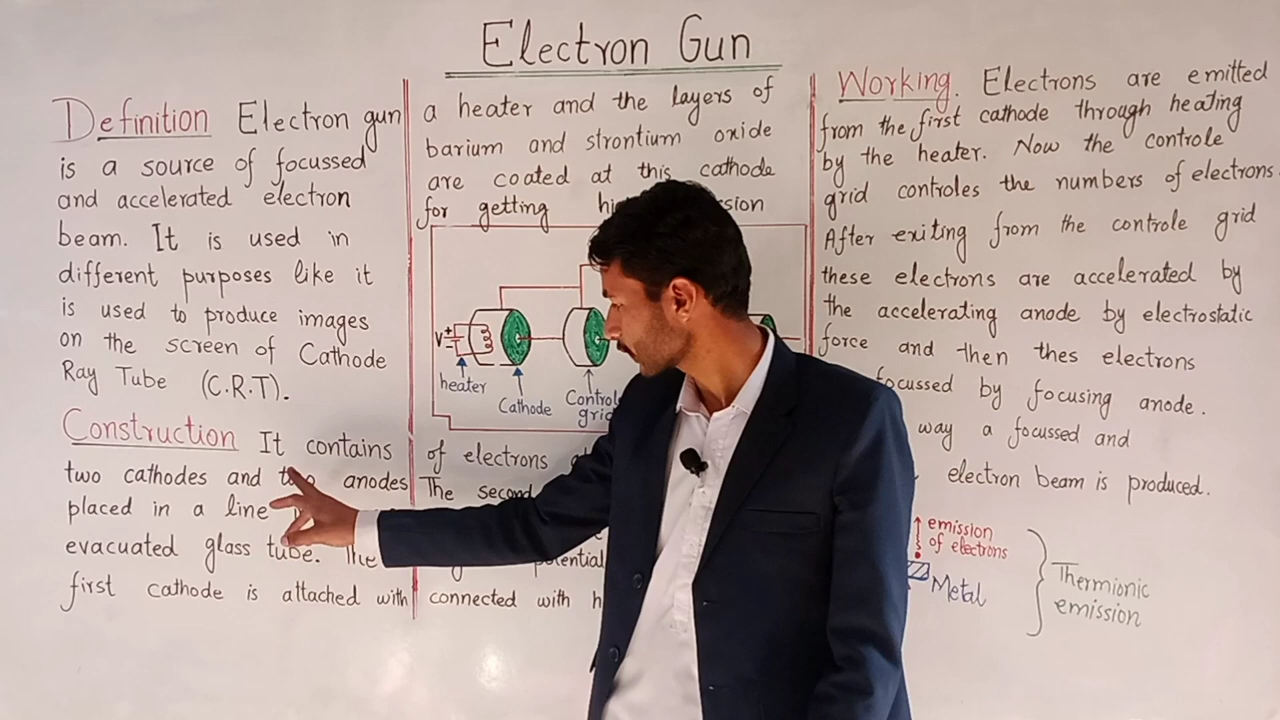 Electron Gun
Definition Electron gun
is a source of focussed
and accelerated electron
beam. It is used in
different purposes like it
is used to produce images
on the screen of Cathode
Ray Tube (C.R.T).
Construction It contains
two cathodes and anodes
placed in a line
evacuated glass tube. The
first cathode is attached with
a heater and the layers of
barium and strontium oxide
are coated at this cathode
for getting
V
+
heater
Cathode
Control
grid
of electrons
The second
potential
connected with
Working. Electrons are emitted
from the first cathode through heating
by the heater. Now the controle
grid controles the numbers of electrons.
After exiting from the controle grid
these electrons are accelerated by
the accelerating anode by electrostatic
force and then thes electrons
focussed by focusing anode.
way a focussed and
electron beam is produced.
emission
of electrons
Metal
Thermionic
emission